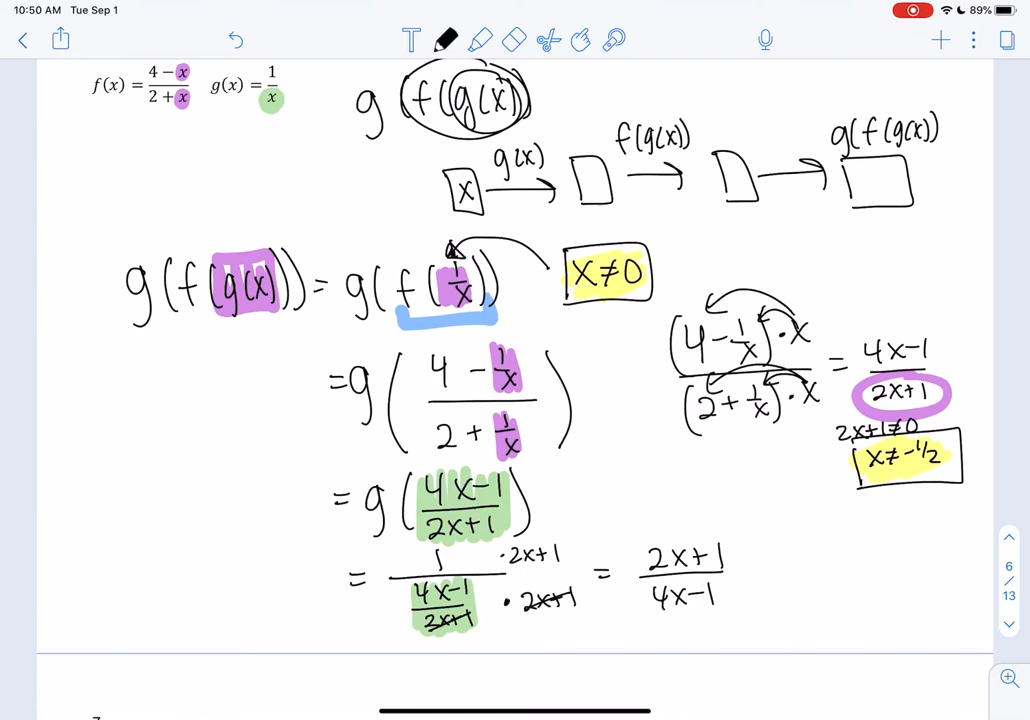 10:50 AM Tue Sep 1 89%
f(x) = (4 − x)/(2 + x) g(x) = 1/x
g (f(g(x))
x g(x) → f(g(x)) → → g(f(g(x))
g(f(g(x))) = g(f(1/x)) x ≠ 0
= g((4 − 1/x)/(2 + 1/x))
(4 − 1/x)·x / (2 + 1/x)·x = (4x−1)/(2x+1)
2x+1≠0
x ≠ −1/2
= g((4x−1)/(2x+1))
= 1/((4x−1)/(2x+1)) ·2x+1 / ·2x+1 = (2x+1)/(4x−1)
6
/
13